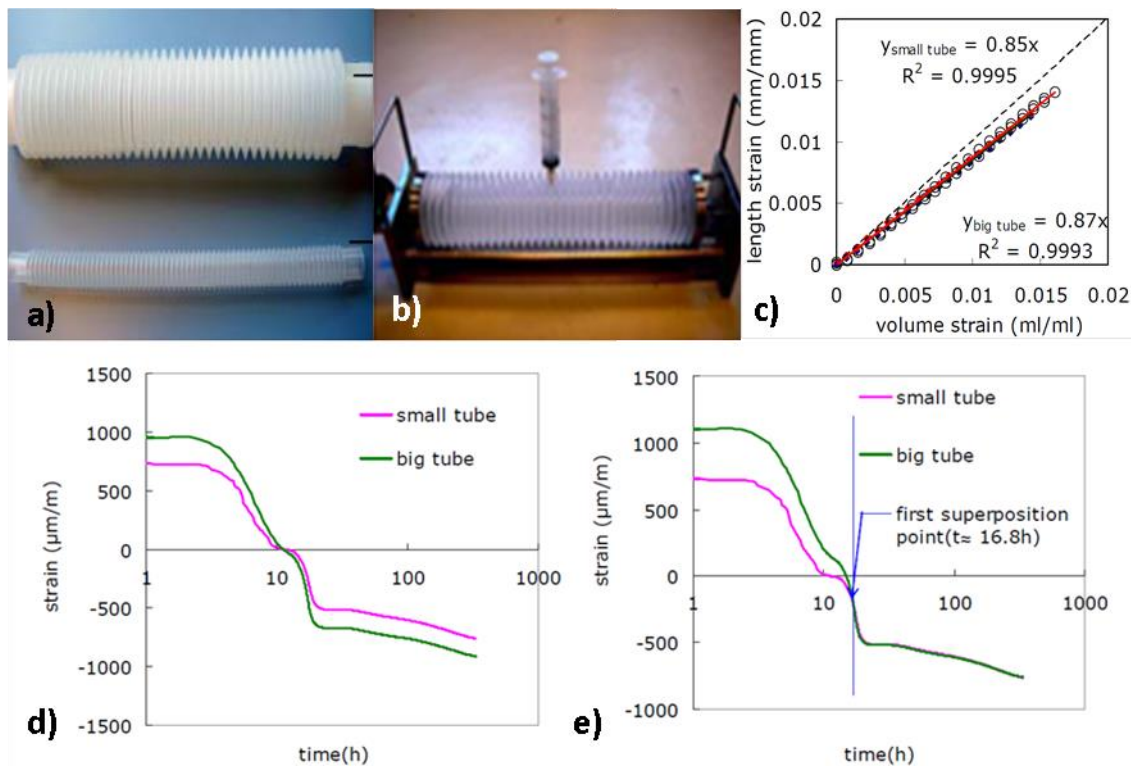 a)
b)
0.02
0.015
0.01
0.005
0
length strain (mm/mm)
y small tube = 0.85x
R² = 0.9995
y big tube = 0.87x
R² = 0.9993
0 0.005 0.01 0.015 0.02
volume strain (ml/ml)
c)
1500
1000
500
0
-500
-1000
-1500
strain (µm/m)
small tube
big tube
1 10 100 1000
time(h)
d)
1500
1000
500
0
-500
-1000
strain (µm/m)
small tube
big tube
first superposition
point(t≈ 16.8h)
1 10 100 1000
time(h)
e)